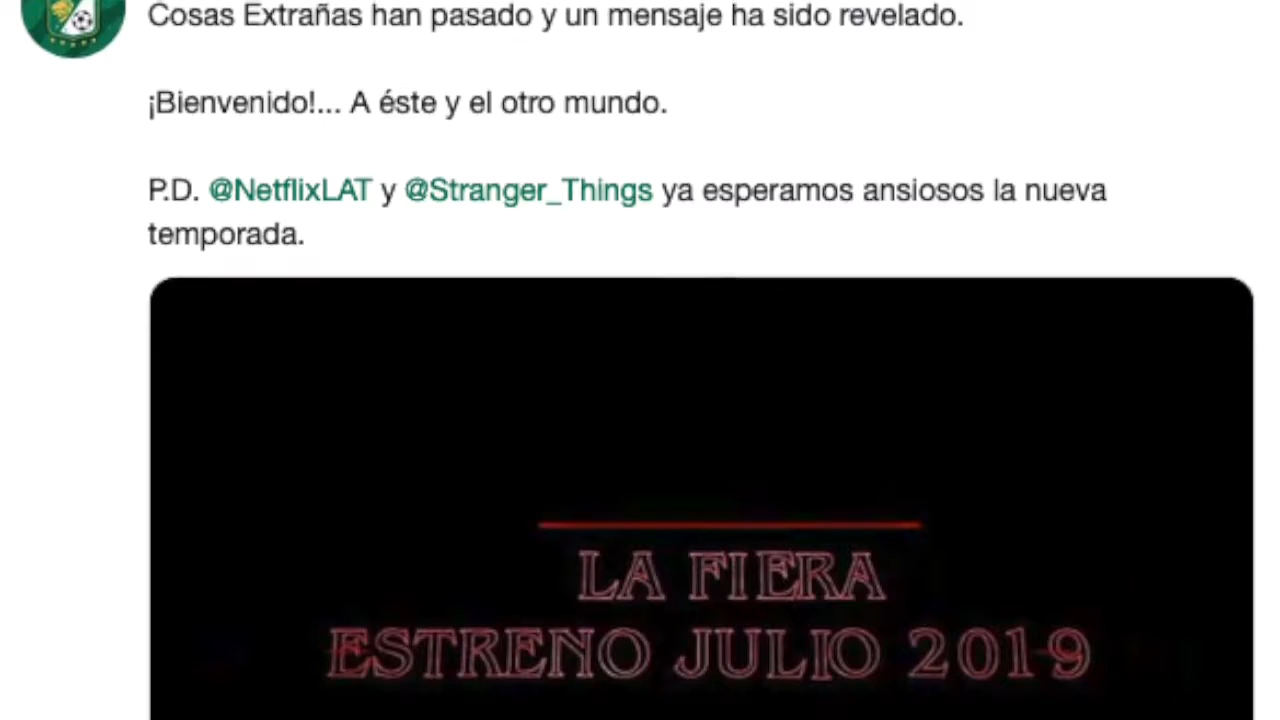 Cosas Extrañas han pasado y un mensaje ha sido revelado.
¡Bienvenido!... A éste y el otro mundo.
P.D. @NetflixLAT y @Stranger_Things ya esperamos ansiosos la nueva
temporada.
LA FIERA
ESTRENO JULIO 2019